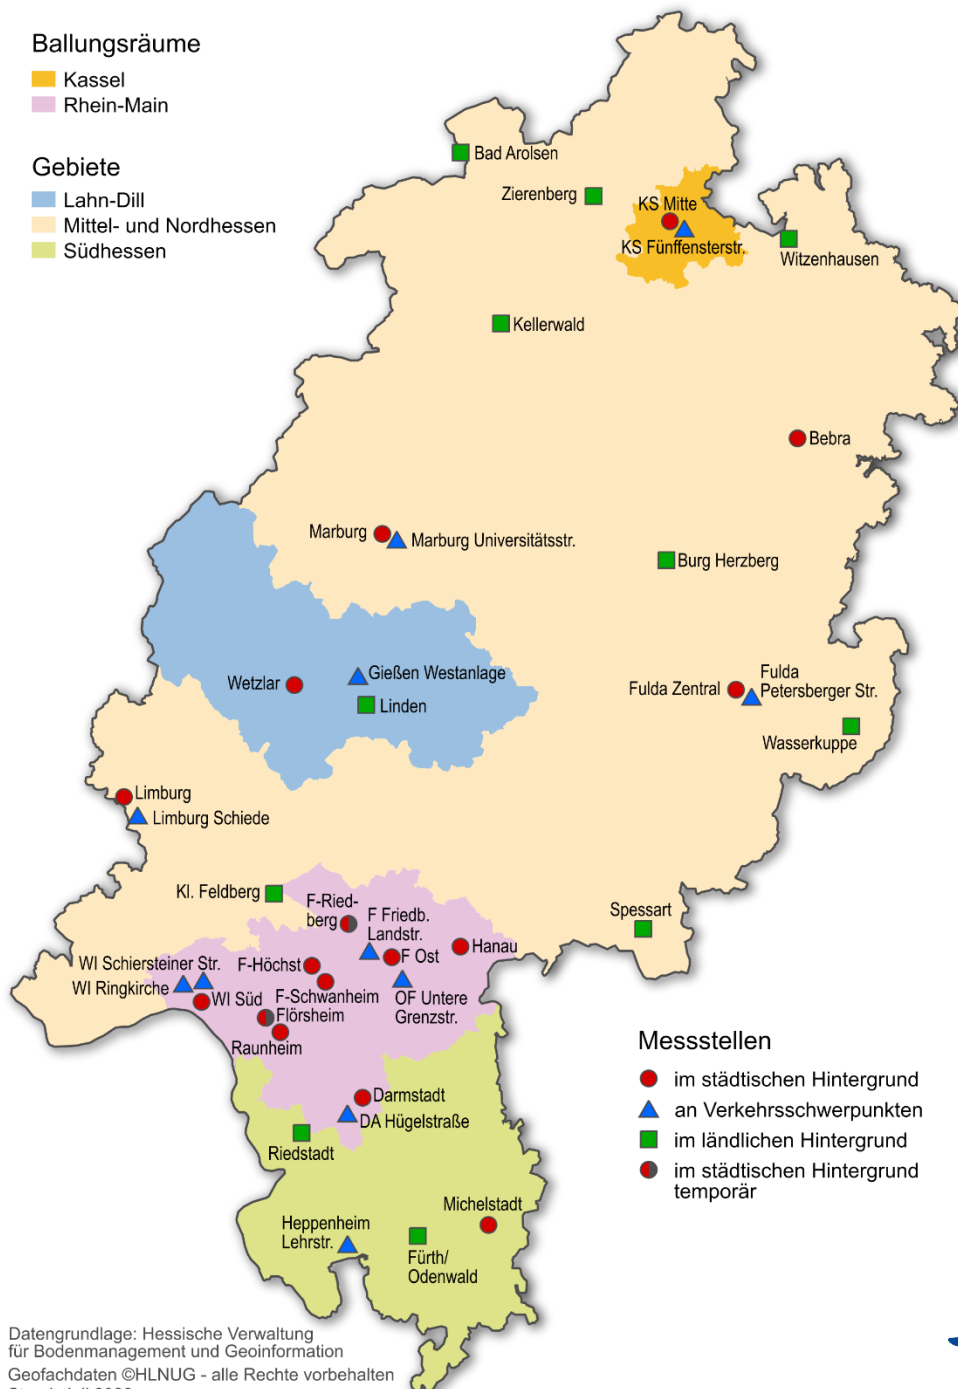 Ballungsräume
Kassel
Rhein-Main
Gebiete
Lahn-Dill
Mittel- und Nordhessen
Südhessen
Bad Arolsen
Zierenberg
KS Mitte
KS Fünffensterstr.
Witzenhausen
Kellerwald
Bebra
Marburg
Marburg Universitätsstr.
Burg Herzberg
Wetzlar
Gießen Westanlage
Linden
Fulda Zentral
Fulda
Petersberger Str.
Wasserkuppe
Limburg
Limburg Schiede
Kl. Feldberg
F-Ried-
berg
F Friedb.
Landstr.
Hanau
Spessart
WI Schiersteiner Str.
F-Höchst
F Ost
WI Ringkirche
WI Süd
F-Schwanheim
OF Untere
Grenzstr.
Flörsheim
Raunheim
Darmstadt
DA Hügelstraße
Riedstadt
Michelstadt
Heppenheim
Lehrstr.
Fürth/
Odenwald
Messstellen
im städtischen Hintergrund
an Verkehrsschwerpunkten
im ländlichen Hintergrund
im städtischen Hintergrund
temporär
Datengrundlage: Hessische Verwaltung
für Bodenmanagement und Geoinformation
Geofachdaten ©HLNUG - alle Rechte vorbehalten